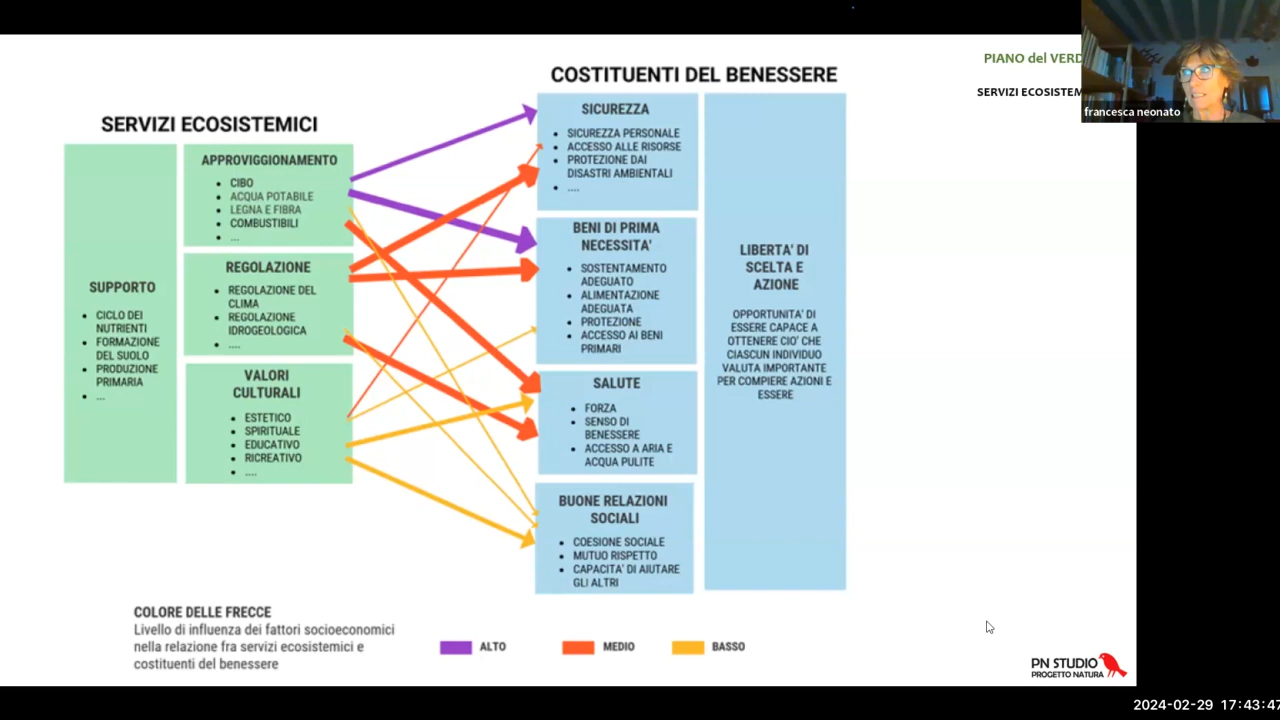 PIANO del VERD
SERVIZI ECOSISTEM
francesca neonato
COSTITUENTI DEL BENESSERE
SERVIZI ECOSISTEMICI
SUPPORTO
• CICLO DEI
NUTRIENTI
• FORMAZIONE
DEL SUOLO
• PRODUZIONE
PRIMARIA
• ...
APPROVIGGIONAMENTO
• CIBO
• ACQUA POTABILE
• LEGNA E FIBRA
• COMBUSTIBILI
• ...
REGOLAZIONE
• REGOLAZIONE DEL
CLIMA
• REGOLAZIONE
IDROGEOLOGICA
• ....
VALORI
CULTURALI
• ESTETICO
• SPIRITUALE
• EDUCATIVO
• RICREATIVO
• ....
SICUREZZA
• SICUREZZA PERSONALE
• ACCESSO ALLE RISORSE
• PROTEZIONE DAI
DISASTRI AMBIENTALI
• ....
BENI DI PRIMA
NECESSITA'
• SOSTENTAMENTO
ADEGUATO
• ALIMENTAZIONE
ADEGUATA
• PROTEZIONE
• ACCESSO AI BENI
PRIMARI
SALUTE
• FORZA
• SENSO DI
BENESSERE
• ACCESSO A ARIA E
ACQUA PULITE
BUONE RELAZIONI
SOCIALI
• COESIONE SOCIALE
• MUTUO RISPETTO
• CAPACITA' DI AIUTARE
GLI ALTRI
LIBERTA' DI
SCELTA E
AZIONE
OPPORTUNITA' DI
ESSERE CAPACE A
OTTENERE CIO' CHE
CIASCUN INDIVIDUO
VALUTA IMPORTANTE
PER COMPIERE AZIONI E
ESSERE
COLORE DELLE FRECCE
Livello di influenza dei fattori socioeconomici
nella relazione fra servizi ecosistemici e
costituenti del benessere
ALTO MEDIO BASSO
PN STUDIO
PROGETTO NATURA
2024-02-29 17:43:47